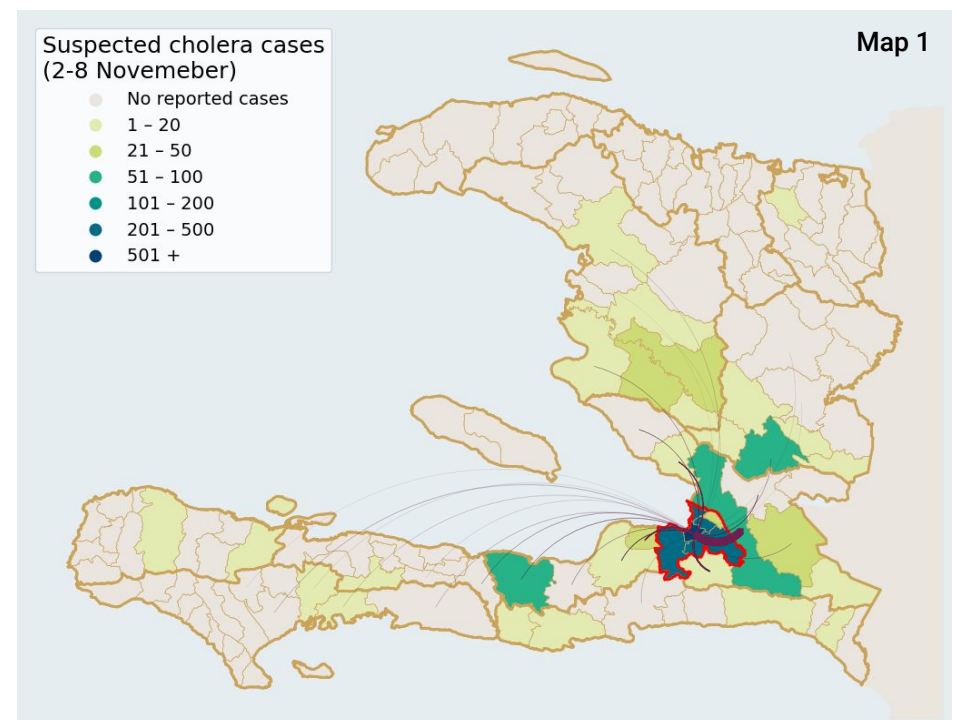 Suspected cholera cases
(2-8 Novemeber)
No reported cases
1 – 20
21 – 50
51 – 100
101 – 200
201 – 500
501 +
Map 1